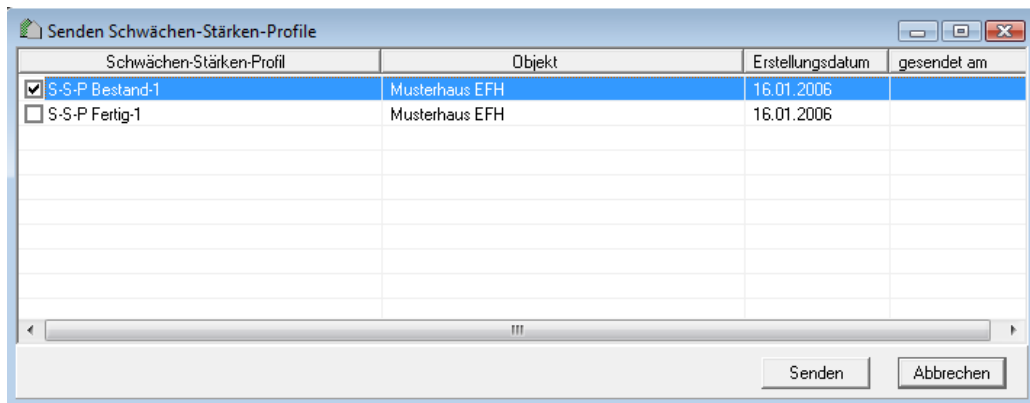 Senden Schwächen-Stärken-Profile
Schwächen-Stärken-Profil Objekt Erstellungsdatum gesendet am
S-S-P Bestand-1 Musterhaus EFH 16.01.2006
S-S-P Fertig-1 Musterhaus EFH 16.01.2006
Senden Abbrechen